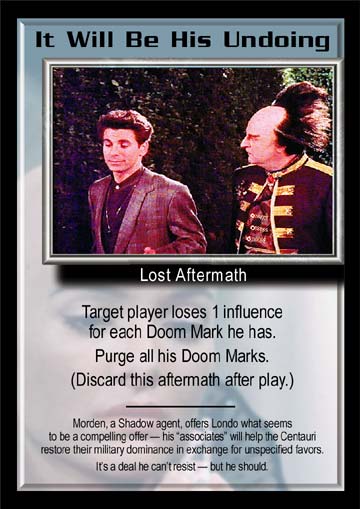 It Will Be His Undoing
Lost Aftermath
Target player loses 1 influence
for each Doom Mark he has.
Purge all his Doom Marks.
(Discard this aftermath after play.)
Morden, a Shadow agent, offers Londo what seems
to be a compelling offer — his “associates” will help the Centauri
restore their military dominance in exchange for unspecified favors.
It’s a deal he can’t resist — but he should.